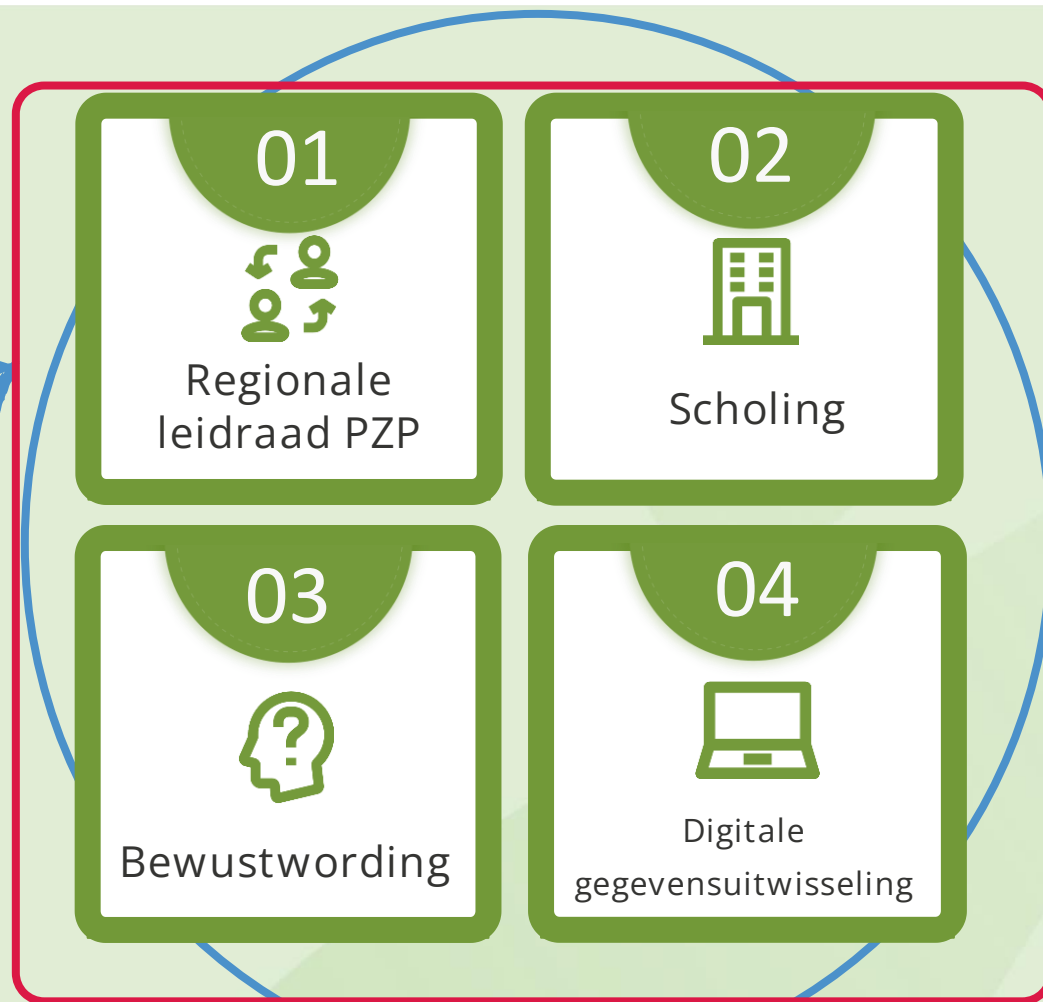 01
Regionale
leidraad PZP
02
Scholing
03
?
Bewustwording
04
Digitale
gegevensuitwisseling